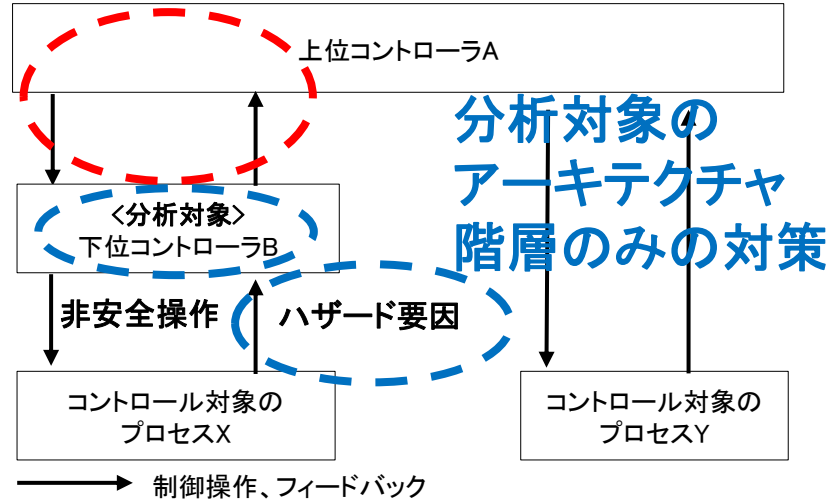 上位コントローラA
分析対象の
アーキテクチャ
階層のみの対策
<分析対象>
下位コントローラB
非安全操作
ハザード要因
コントロール対象の
プロセスX
コントロール対象の
プロセスY
制御操作、フィードバック